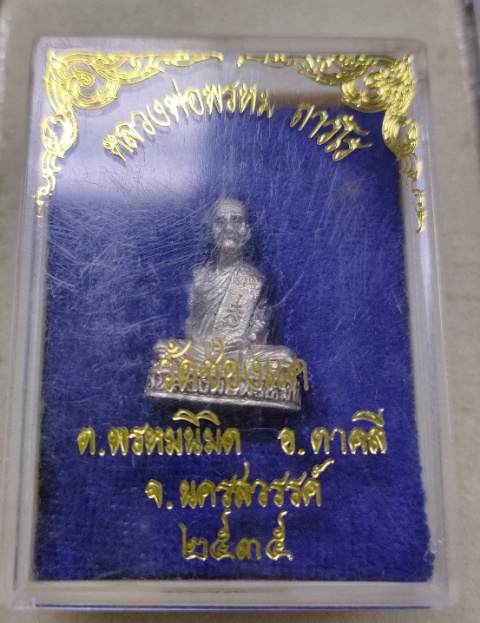 หลวงพ่อพรหม ถาวโร
วัดช่องแค
ต.พรหมนิมิต อ.ตาคลี
จ.นครสวรรค์
๒๕๓๕